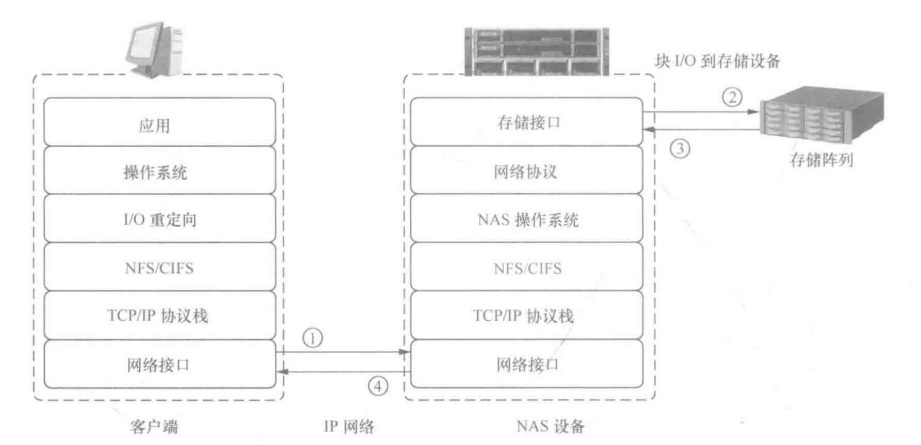 块 I/O 到存储设备
应用
操作系统
I/O 重定向
NFS/CIFS
TCP/IP 协议栈
网络接口
客户端
①
④
IP 网络
存储接口
网络协议
NAS 操作系统
NFS/CIFS
TCP/IP 协议栈
网络接口
NAS 设备
②
③
存储阵列